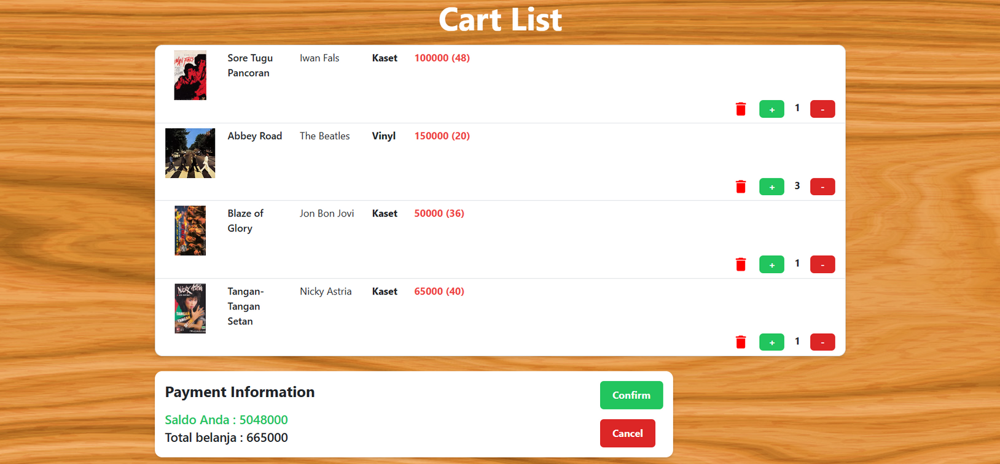 Cart List
Sore Tugu Pancoran Iwan Fals Kaset 100000 (48)
+ 1 -
Abbey Road The Beatles Vinyl 150000 (20)
+ 3 -
Blaze of Glory Jon Bon Jovi Kaset 50000 (36)
+ 1 -
Tangan-Tangan Setan Nicky Astria Kaset 65000 (40)
+ 1 -
Payment Information
Saldo Anda : 5048000
Total belanja : 665000
Confirm
Cancel